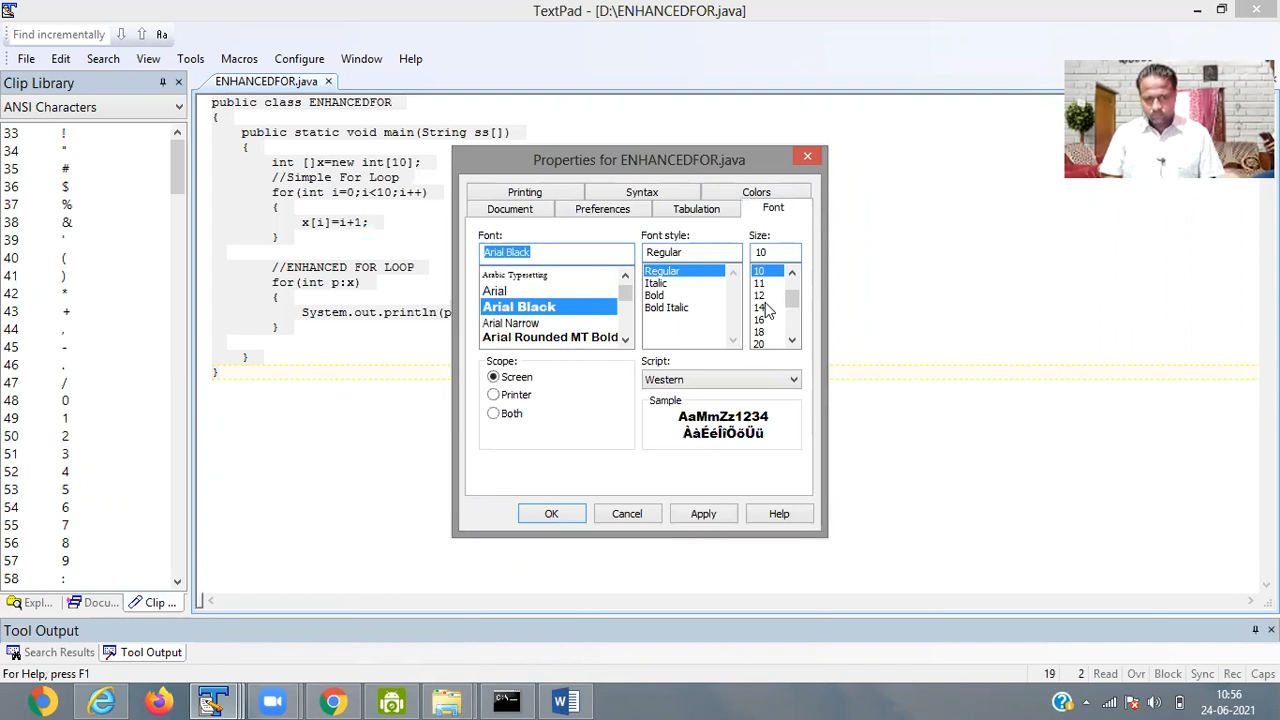 TextPad - [D:\ENHANCEDFOR.java]
Find incrementally
Aa
File Edit Search View Tools Macros Configure Window Help
Clip Library
ANSI Characters
33 !
34 "
35 #
36 $
37 %
38 &
39 '
40 (
41 )
42 *
43 +
44 ,
45 -
46 .
47 /
48 0
49 1
50 2
51 3
52 4
53 5
54 6
55 7
56 8
57 9
58 :
Expl...
Docu...
Clip ...
ENHANCEDFOR.java
public class ENHANCEDFOR
{
public static void main(String ss[])
{
int []x=new int[10];
//Simple For Loop
for(int i=0;i<10;i++)
{
x[i]=i+1;
}
//ENHANCED FOR LOOP
for(int p:x)
{
System.out.println(p
}
}
}
Properties for ENHANCEDFOR.java
Printing Syntax Colors
Document Preferences Tabulation Font
Font: Font style: Size:
Arial Black Regular 10
Arabic Typesetting
Arial
Arial Black
Arial Narrow
Arial Rounded MT Bold
Regular
Italic
Bold
Bold Italic
10
11
12
14
16
18
20
Scope:
Screen
Printer
Both
Script:
Western
Sample
AaMmZz1234
ÀàÉéÎîÕõÜü
OK Cancel Apply Help
Tool Output
Search Results Tool Output
For Help, press F1
19 2 Read Ovr Block Sync Rec Caps
10:56
24-06-2021